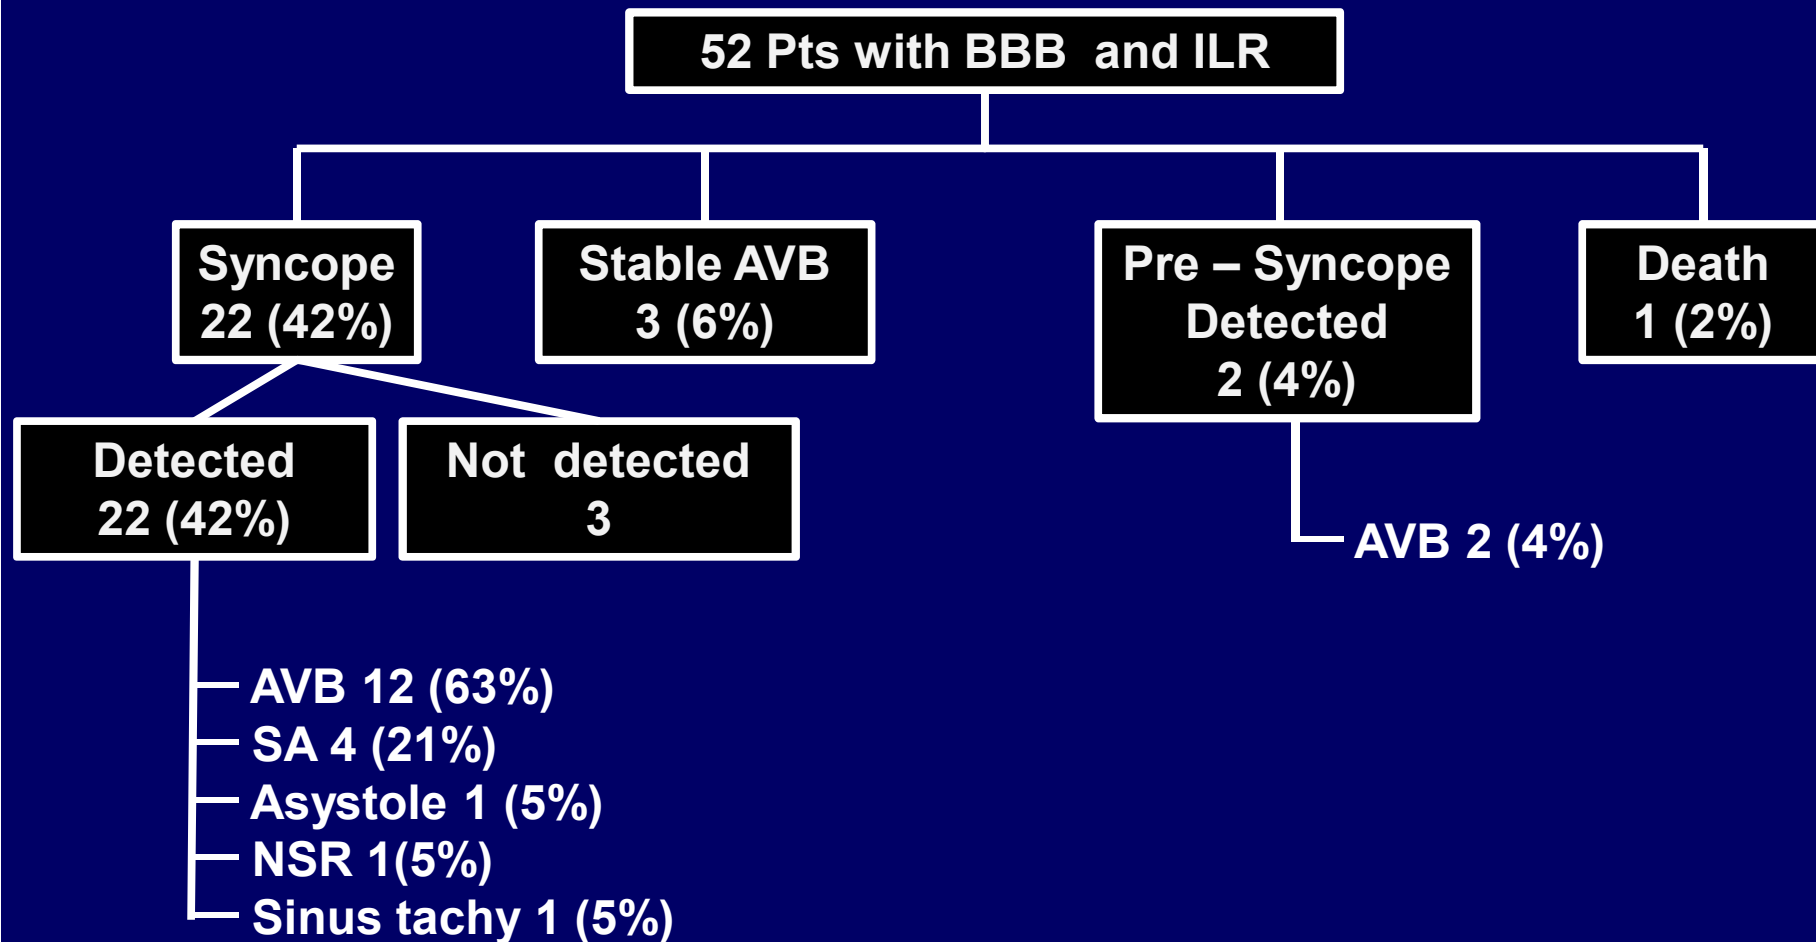 52 Pts with BBB and ILR
Syncope
22 (42%)
Stable AVB
3 (6%)
Pre – Syncope
Detected
2 (4%)
Death
1 (2%)
Detected
22 (42%)
Not detected
3
AVB 2 (4%)
AVB 12 (63%)
SA 4 (21%)
Asystole 1 (5%)
NSR 1(5%)
Sinus tachy 1 (5%)